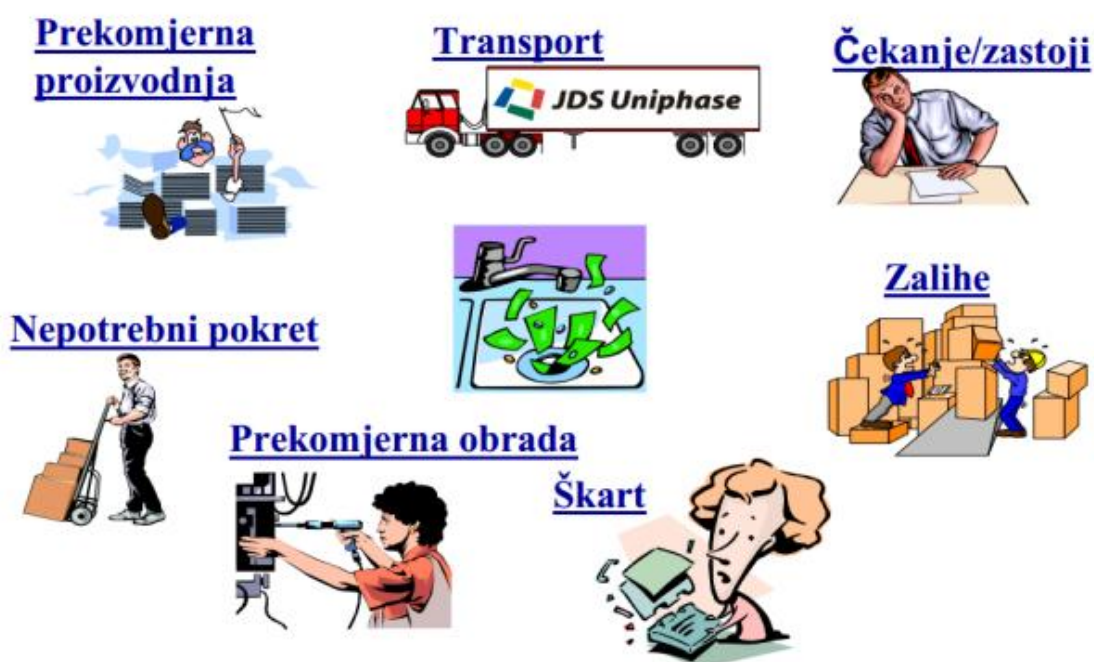 Prekomjerna
proizvodnja
Transport
JDS Uniphase
Čekanje/zastoji
Zalihe
Nepotrebni pokret
Prekomjerna obrada
Škart